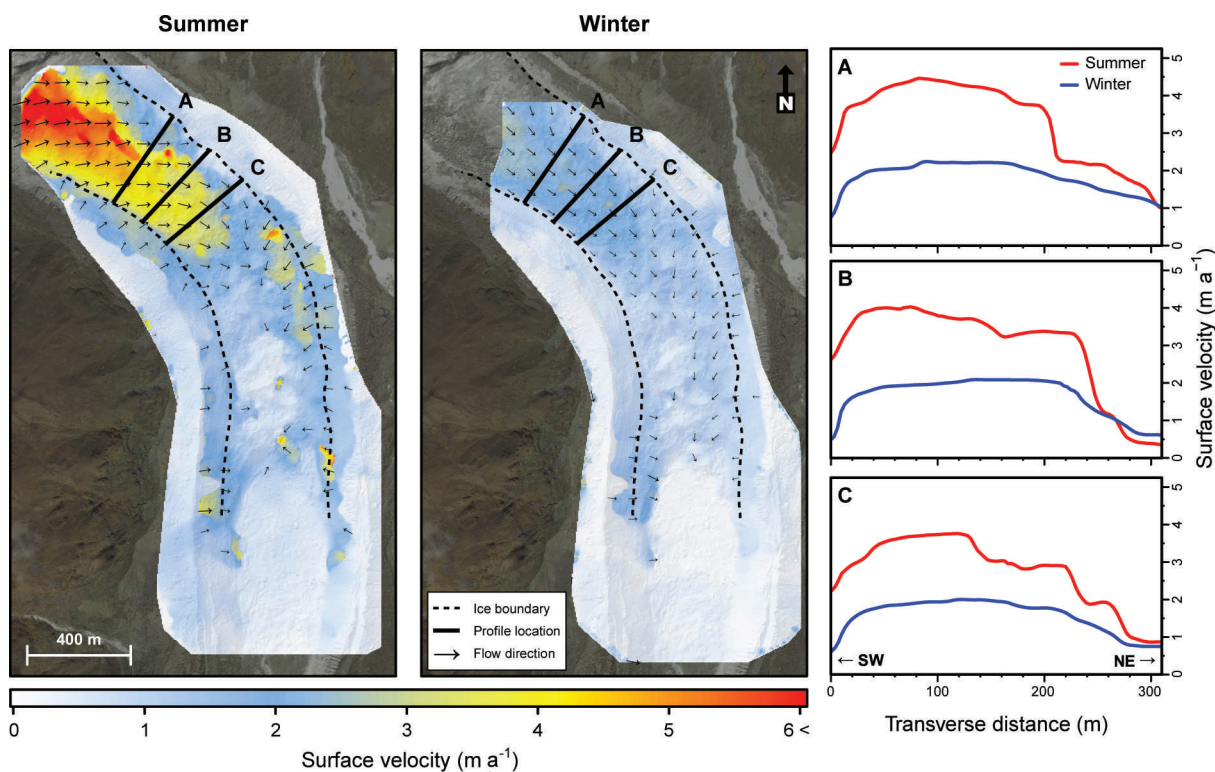 Summer
Winter
A
B
C
400 m
A
B
C
N
Ice boundary
Profile location
Flow direction
0 1 2 3 4 5 6 <
Surface velocity (m a⁻¹)
A
Summer
Winter
0 1 2 3 4 5
B
0 1 2 3 4 5
C
← SW
NE →
0 1 2 3 4 5
Surface velocity (m a⁻¹)
0 100 200 300
Transverse distance (m)